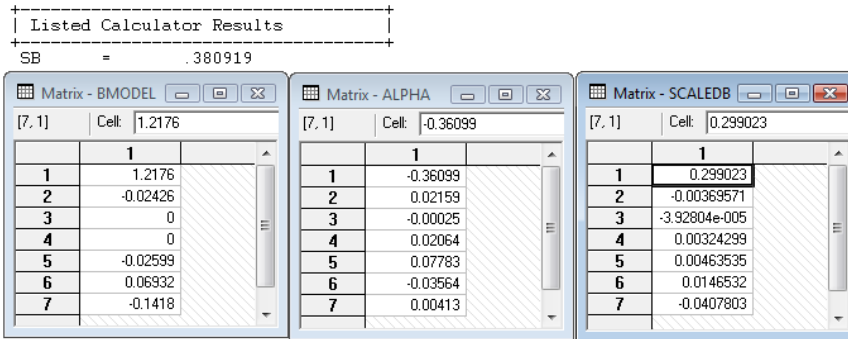 Listed Calculator Results
SB = .380919
Matrix - BMODEL
[7, 1] Cell: 1.2176
1
1 1.2176
2 -0.02426
3 0
4 0
5 -0.02599
6 0.06932
7 -0.1418
Matrix - ALPHA
[7, 1] Cell: -0.36099
1
1 -0.36099
2 0.02159
3 -0.00025
4 0.02064
5 0.07783
6 -0.03564
7 0.00413
Matrix - SCALEDB
[7, 1] Cell: 0.299023
1
1 0.299023
2 -0.00369571
3 -3.92804e-005
4 0.00324299
5 0.00463535
6 0.0146532
7 -0.0407803